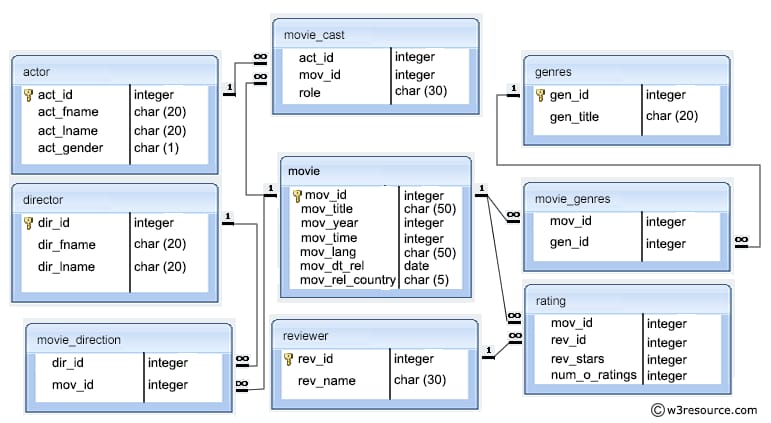 movie_cast
act_id integer
mov_id integer
role char (30)
actor
act_id integer
act_fname char (20)
act_lname char (20)
act_gender char (1)
genres
gen_id integer
gen_title char (20)
movie
mov_id integer
mov_title char (50)
mov_year integer
mov_time integer
mov_lang char (50)
mov_dt_rel date
mov_rel_country char (5)
director
dir_id integer
dir_fname char (20)
dir_lname char (20)
movie_genres
mov_id integer
gen_id integer
movie_direction
dir_id integer
mov_id integer
reviewer
rev_id integer
rev_name char (30)
rating
mov_id integer
rev_id integer
rev_stars integer
num_o_ratings integer
1 ∞
∞
1
1 1
∞
1
∞
∞
1 ∞
∞
∞
1
© w3resource.com